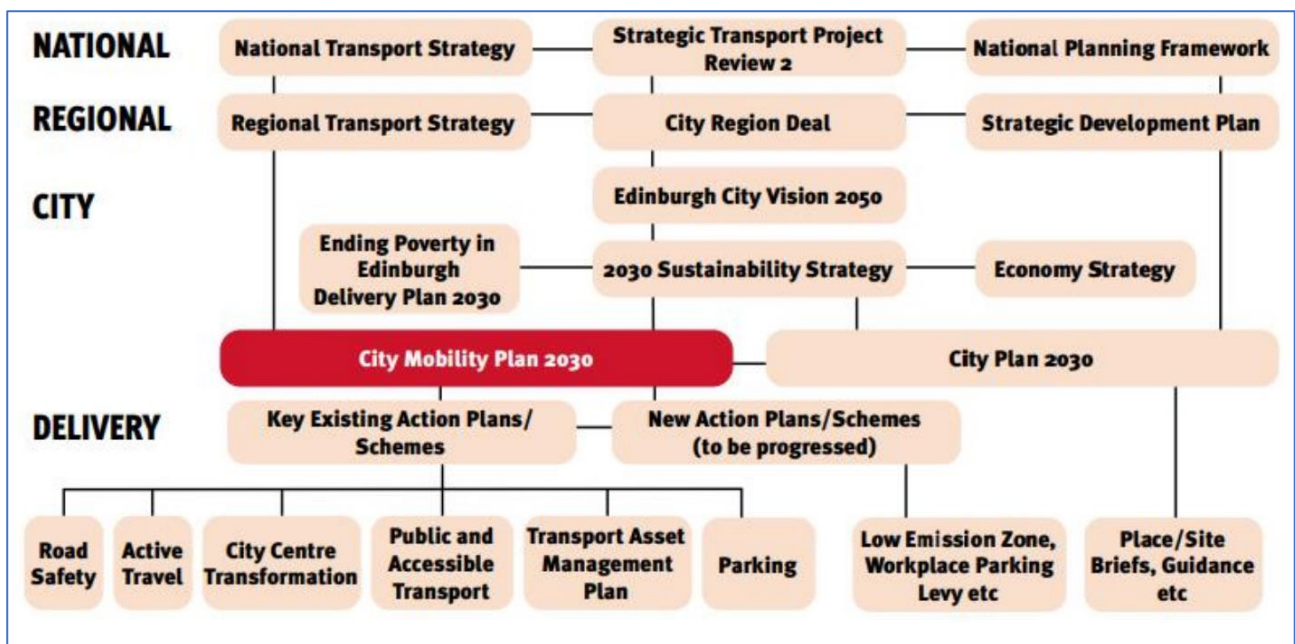 NATIONAL
National Transport Strategy
Strategic Transport Project
Review 2
National Planning Framework
REGIONAL
Regional Transport Strategy
City Region Deal
Strategic Development Plan
CITY
Edinburgh City Vision 2050
Ending Poverty in
Edinburgh
Delivery Plan 2030
2030 Sustainability Strategy
Economy Strategy
City Mobility Plan 2030
City Plan 2030
DELIVERY
Key Existing Action Plans/
Schemes
New Action Plans/Schemes
(to be progressed)
Road
Safety
Active
Travel
City Centre
Transformation
Public and
Accessible
Transport
Transport Asset
Management
Plan
Parking
Low Emission Zone,
Workplace Parking
Levy etc
Place/Site
Briefs, Guidance
etc